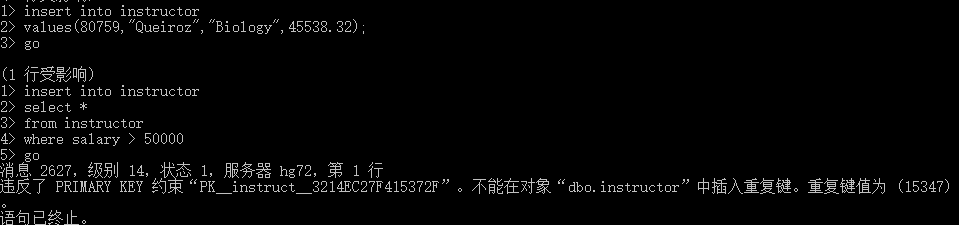 1> insert into instructor
2> values(80759,"Queiroz","Biology",45538.32);
3> go
(1 行受影响)
1> insert into instructor
2> select *
3> from instructor
4> where salary > 50000
5> go
消息 2627，级别 14，状态 1，服务器 hg72，第 1 行
违反了 PRIMARY KEY 约束“PK__instruct__3214EC27F415372F”。不能在对象“dbo.instructor”中插入重复键。重复键值为 (15347)
。
语句已终止。